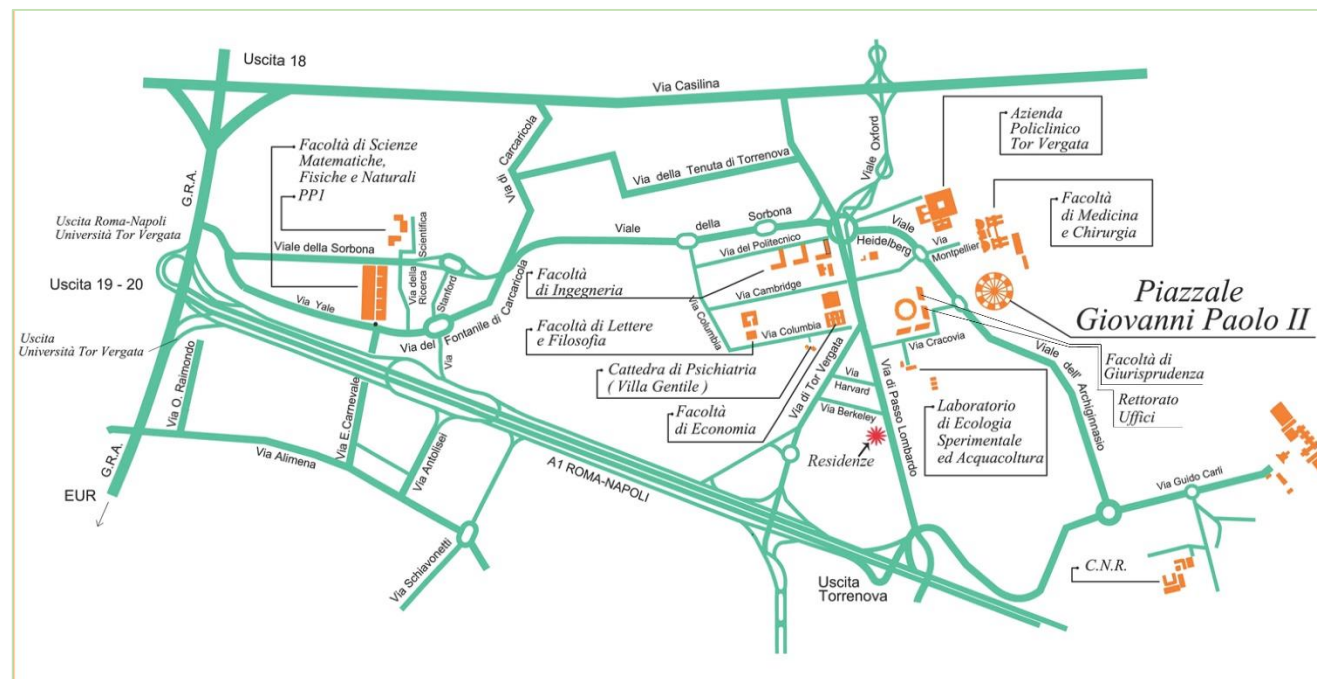 Uscita 18
Via Casilina
G.R.A.
Facoltà di Scienze
Matematiche,
Fisiche e Naturali
PPI
Via di Carcaricola
Via della Tenuta di Torrenova
Viale Oxford
Azienda
Policlinico
Tor Vergata
Facoltà
di Medicina
e Chirurgia
Uscita Roma-Napoli
Università Tor Vergata
Viale della Sorbona
Via della
Ricerca
Scientifica
Viale
della
Sorbona
Via del Politecnico
Viale
Heidelberg
Via
Montpellier
Uscita 19 - 20
Via Yale
Via
Stanford
Via del Fontanile di Carcaricola
Facoltà
di Ingegneria
Via Cambridge
Via Columbia
Via Columbia
Piazzale
Giovanni Paolo II
Uscita
Università Tor Vergata
Facoltà di Lettere
e Filosofia
Via Cracovia
Facoltà di
Giurisprudenza
Rettorato
Uffici
Cattedra di Psichiatria
( Villa Gentile )
Via di Tor Vergata
Via
Harvard
Via Berkeley
Via di Passo Lombardo
Viale dell' Archiginnasio
Via O. Raimondo
Via E.Carnevale
Facoltà
di Economia
Laboratorio
di Ecologia
Sperimentale
ed Acquacoltura
Residenze
G.R.A.
Via Alimena
Via Antolisei
A1 ROMA-NAPOLI
EUR
Via Guido Carli
Via Schiavonetti
Uscita
Torrenova
C.N.R.